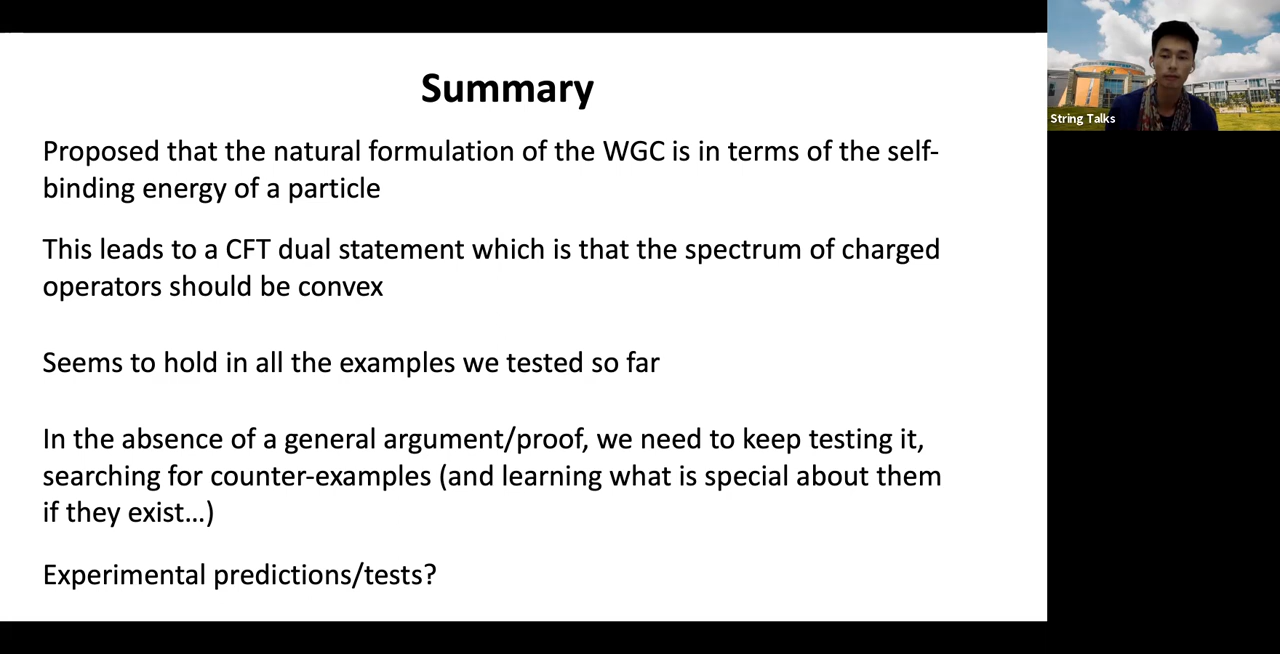 Summary
Proposed that the natural formulation of the WGC is in terms of the self-
binding energy of a particle
This leads to a CFT dual statement which is that the spectrum of charged
operators should be convex
Seems to hold in all the examples we tested so far
In the absence of a general argument/proof, we need to keep testing it,
searching for counter-examples (and learning what is special about them
if they exist…)
Experimental predictions/tests?
String Talks